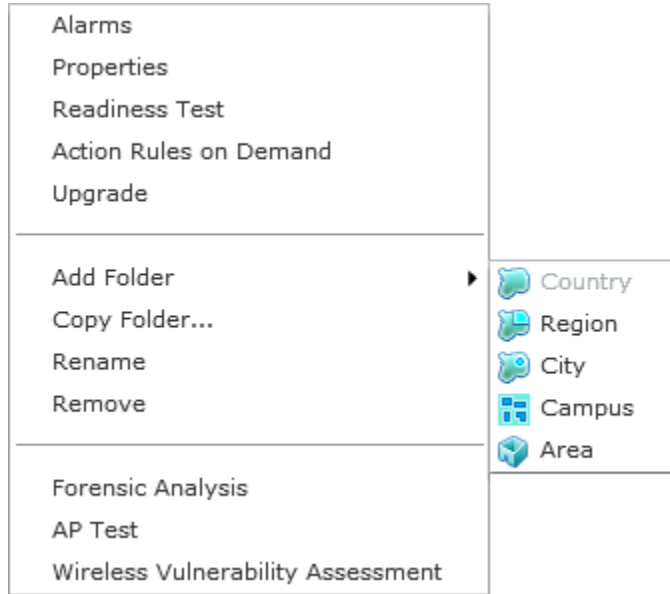 Alarms
Properties
Readiness Test
Action Rules on Demand
Upgrade
Add Folder
Country
Region
City
Campus
Area
Copy Folder...
Rename
Remove
Forensic Analysis
AP Test
Wireless Vulnerability Assessment